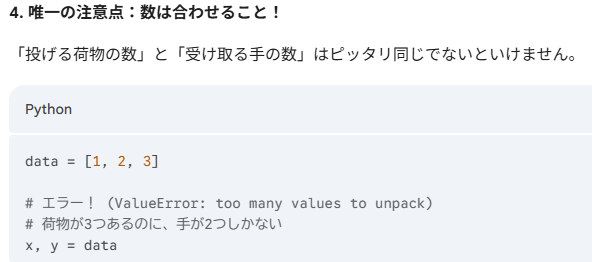 4. 唯一の注意点：数は合わせること！
「投げる荷物の数」と「受け取る手の数」はピッタリ同じでないといけません。
Python
data = [1, 2, 3]
# エラー！ (ValueError: too many values to unpack)
# 荷物が3つあるのに、手が2つしかない
x, y = data